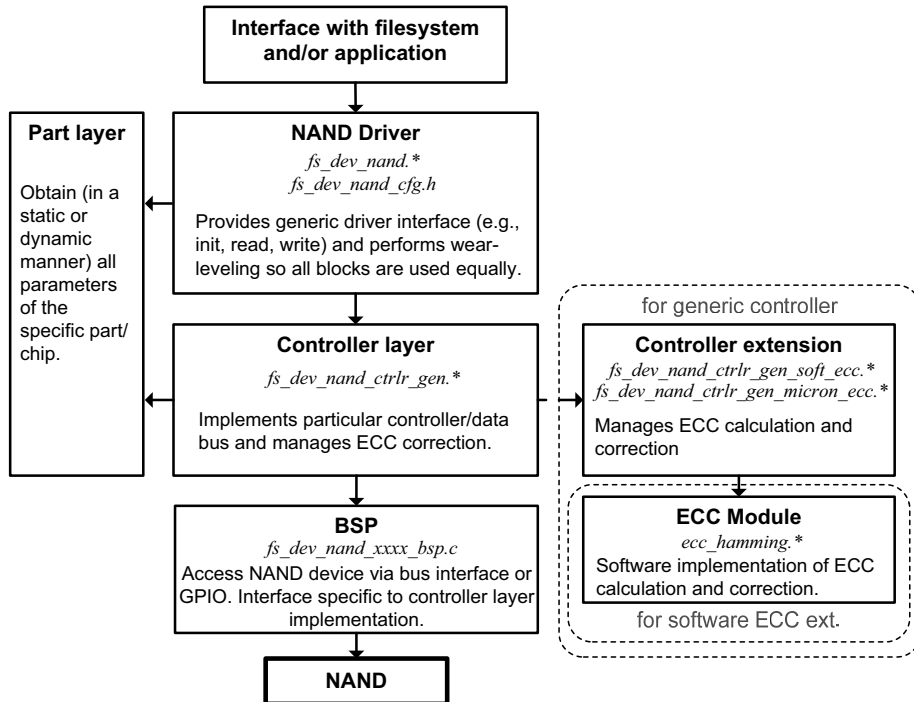 Interface with filesystem
and/or application
Part layer
Obtain (in a
static or
dynamic
manner) all
parameters
of the
specific part/
chip.
NAND Driver
fs_dev_nand.*
fs_dev_nand_cfg.h
Provides generic driver interface (e.g.,
init, read, write) and performs wear-
leveling so all blocks are used equally.
Controller layer
fs_dev_nand_ctrlr_gen.*
Implements particular controller/data
bus and manages ECC correction.
for generic controller
Controller extension
fs_dev_nand_ctrlr_gen_soft_ecc.*
fs_dev_nand_ctrlr_gen_micron_ecc.*
Manages ECC calculation and
correction
BSP
fs_dev_nand_xxxx_bsp.c
Access NAND device via bus interface or
GPIO. Interface specific to controller layer
implementation.
ECC Module
ecc_hamming.*
Software implementation of ECC
calculation and correction.
for software ECC ext.
NAND